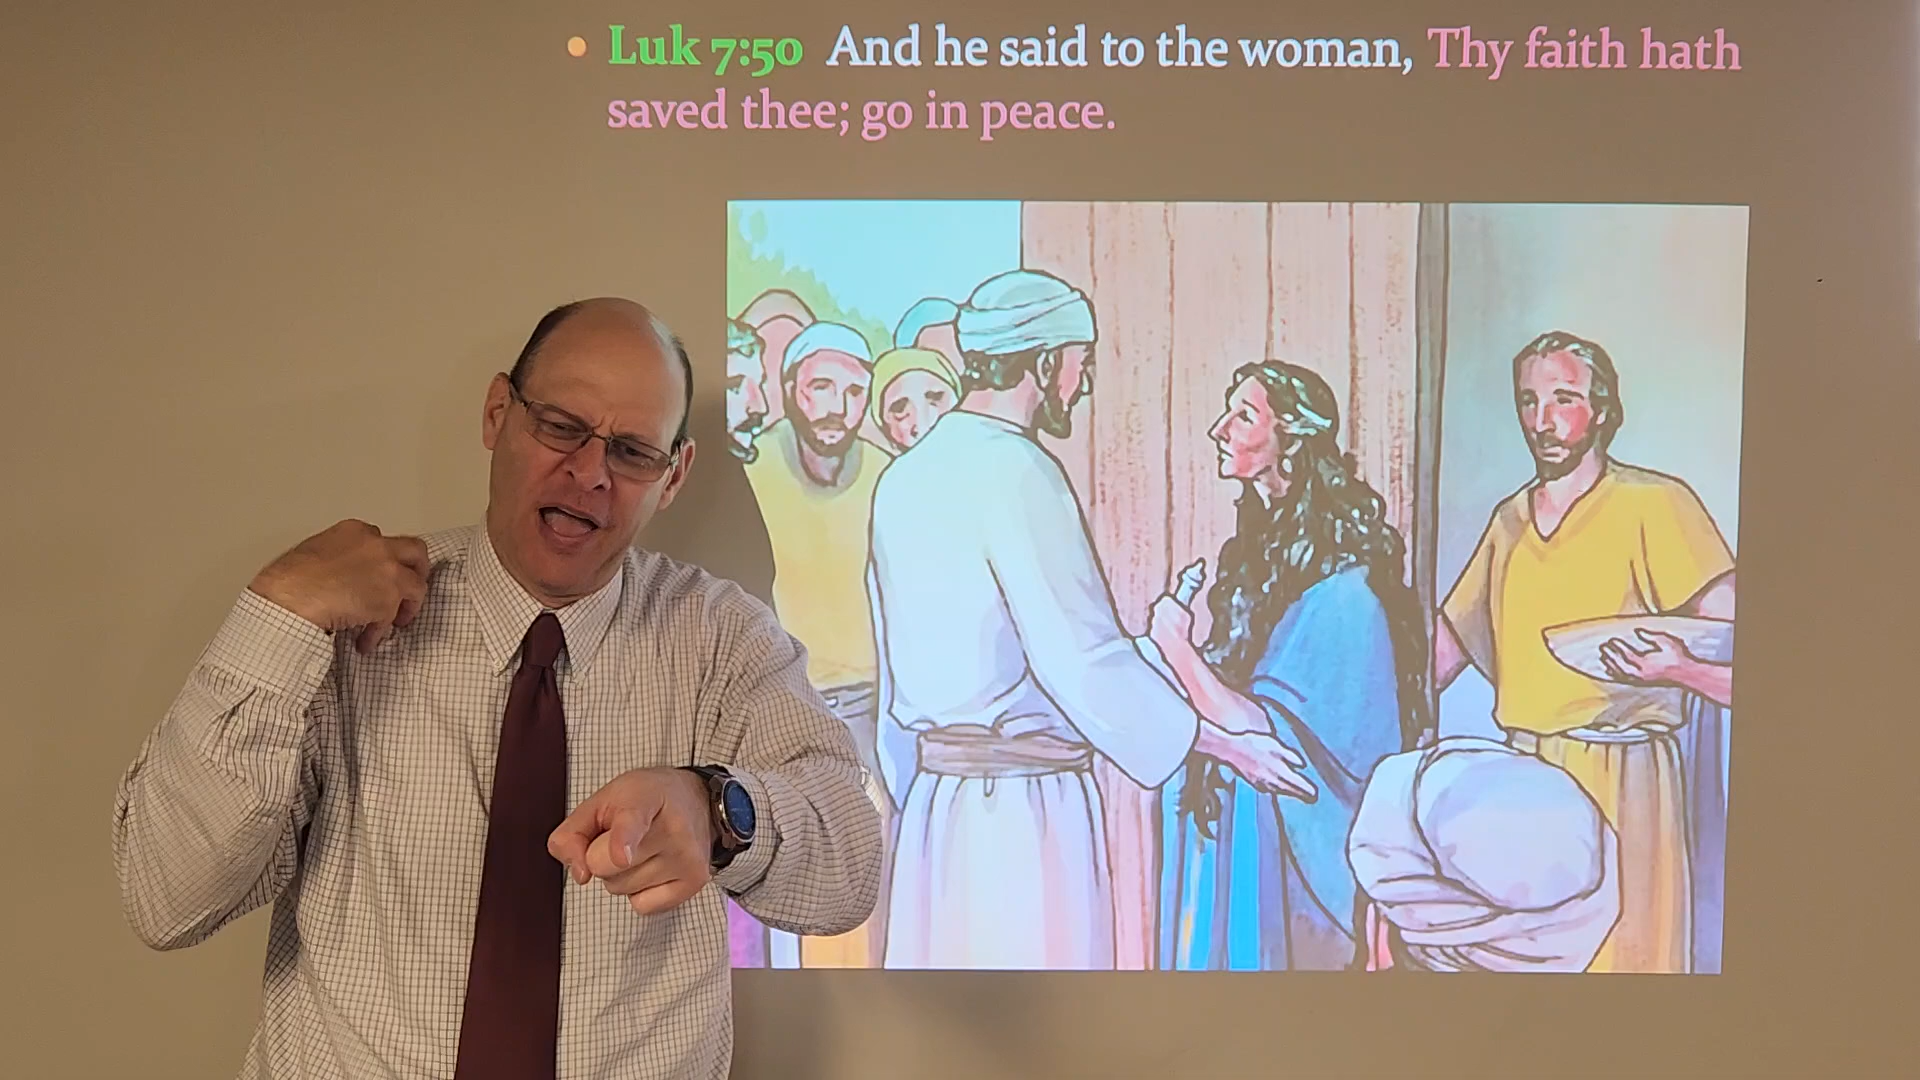 • Luk 7:50 And he said to the woman, Thy faith hath
saved thee; go in peace.